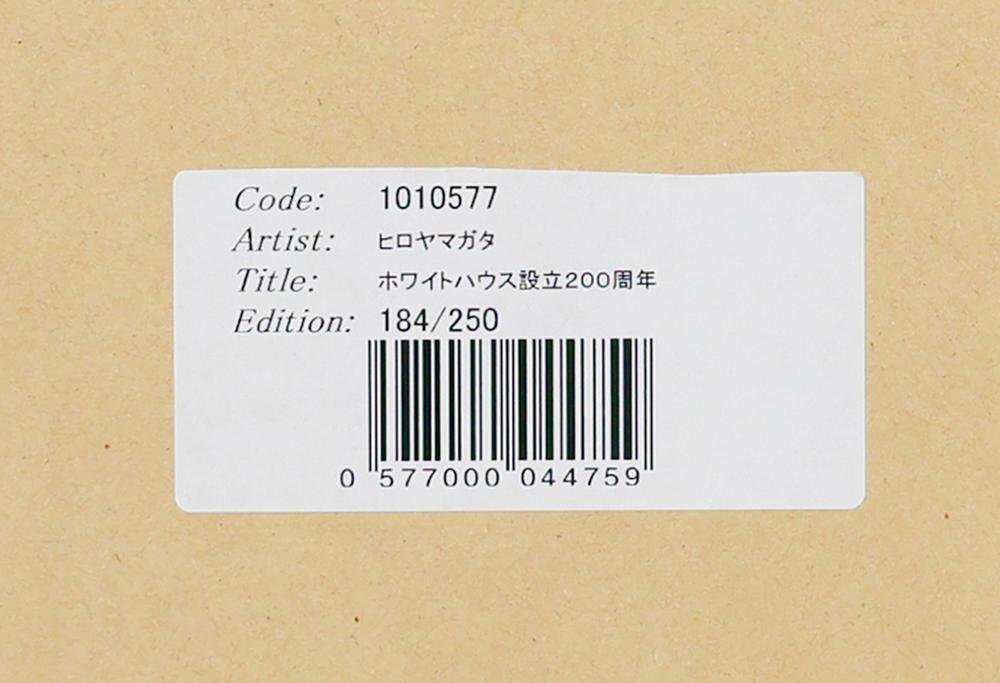 Code: 1010577
Artist: ヒロヤマガタ
Title: ホワイトハウス設立200周年
Edition: 184/250
0 577000 044759